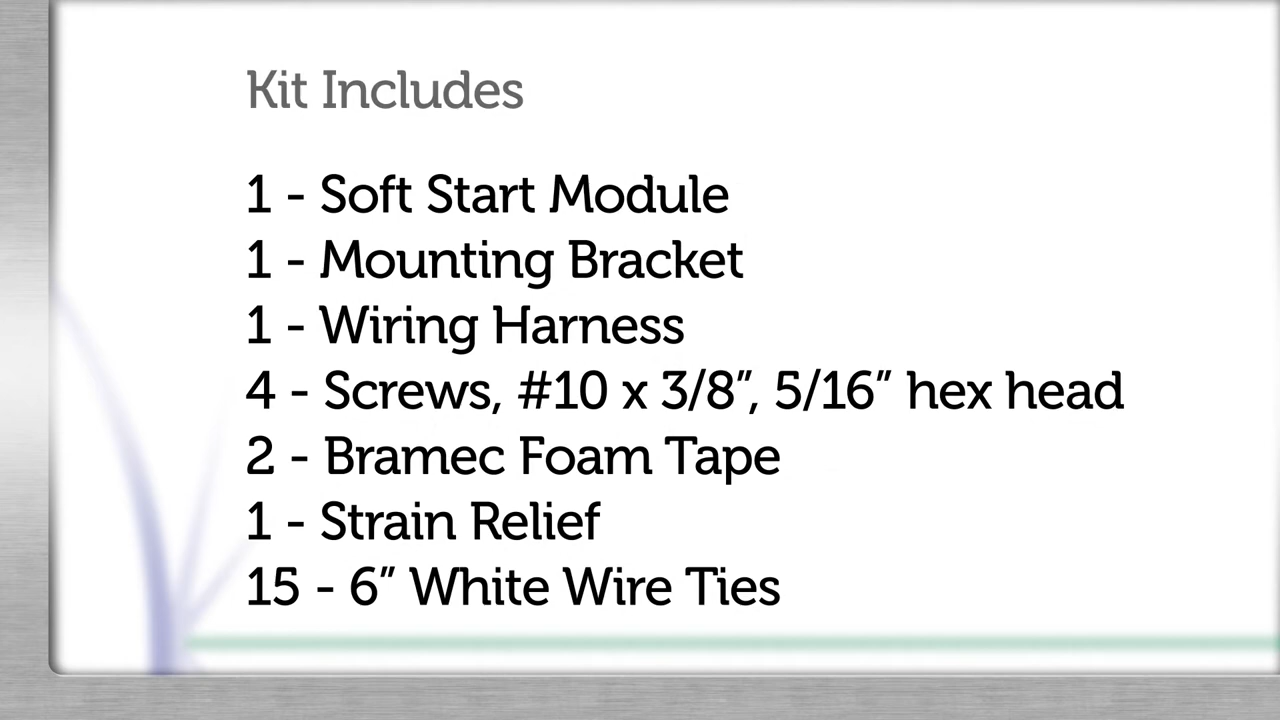 Kit Includes
1 - Soft Start Module
1 - Mounting Bracket
1 - Wiring Harness
4 - Screws, #10 x 3/8”, 5/16” hex head
2 - Bramec Foam Tape
1 - Strain Relief
15 - 6” White Wire Ties